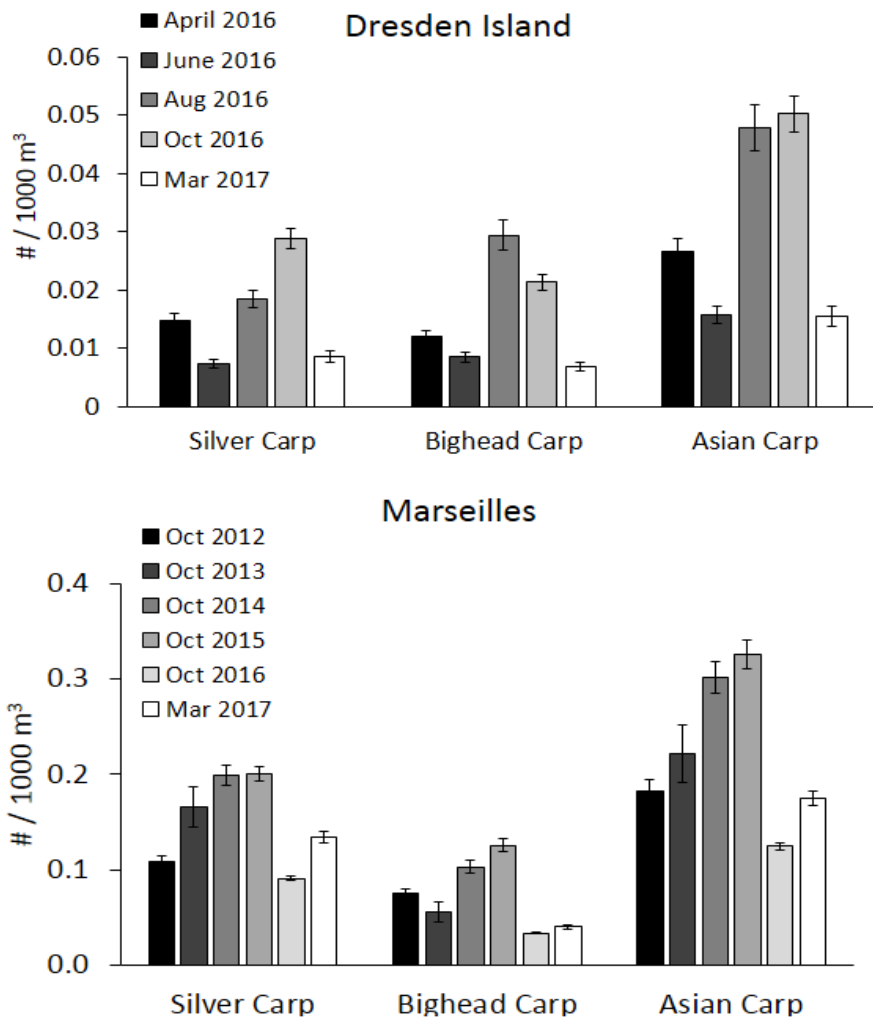 Dresden Island
April 2016
June 2016
Aug 2016
Oct 2016
Mar 2017
# / 1000 m³
0.06
0.05
0.04
0.03
0.02
0.01
0
Silver Carp
Bighead Carp
Asian Carp
Marseilles
Oct 2012
Oct 2013
Oct 2014
Oct 2015
Oct 2016
Mar 2017
# / 1000 m³
0.4
0.3
0.2
0.1
0.0
Silver Carp
Bighead Carp
Asian Carp